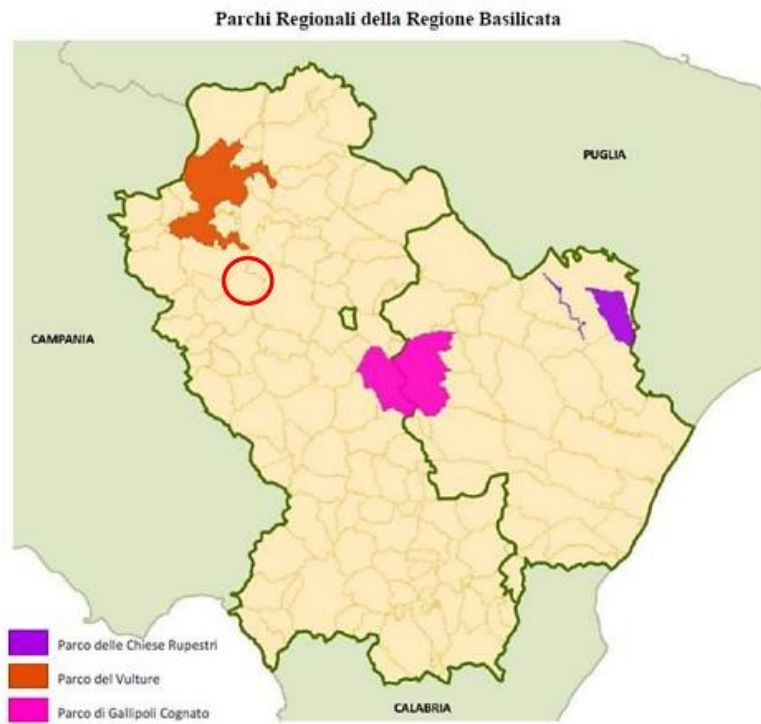 Parchi Regionali della Regione Basilicata
PUGLIA
CAMPANIA
Parco delle Chiese Rupestri
Parco del Vulture
Parco di Gallipoli Cognato
CALABRIA